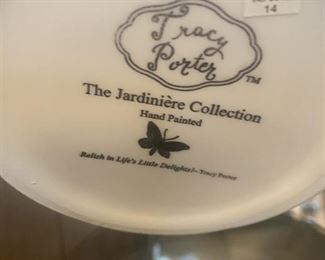 14
Tracy
Porter
TM
The Jardinière Collection
Hand Painted
Relish in Life's Little Delights!~ Tracy Porter